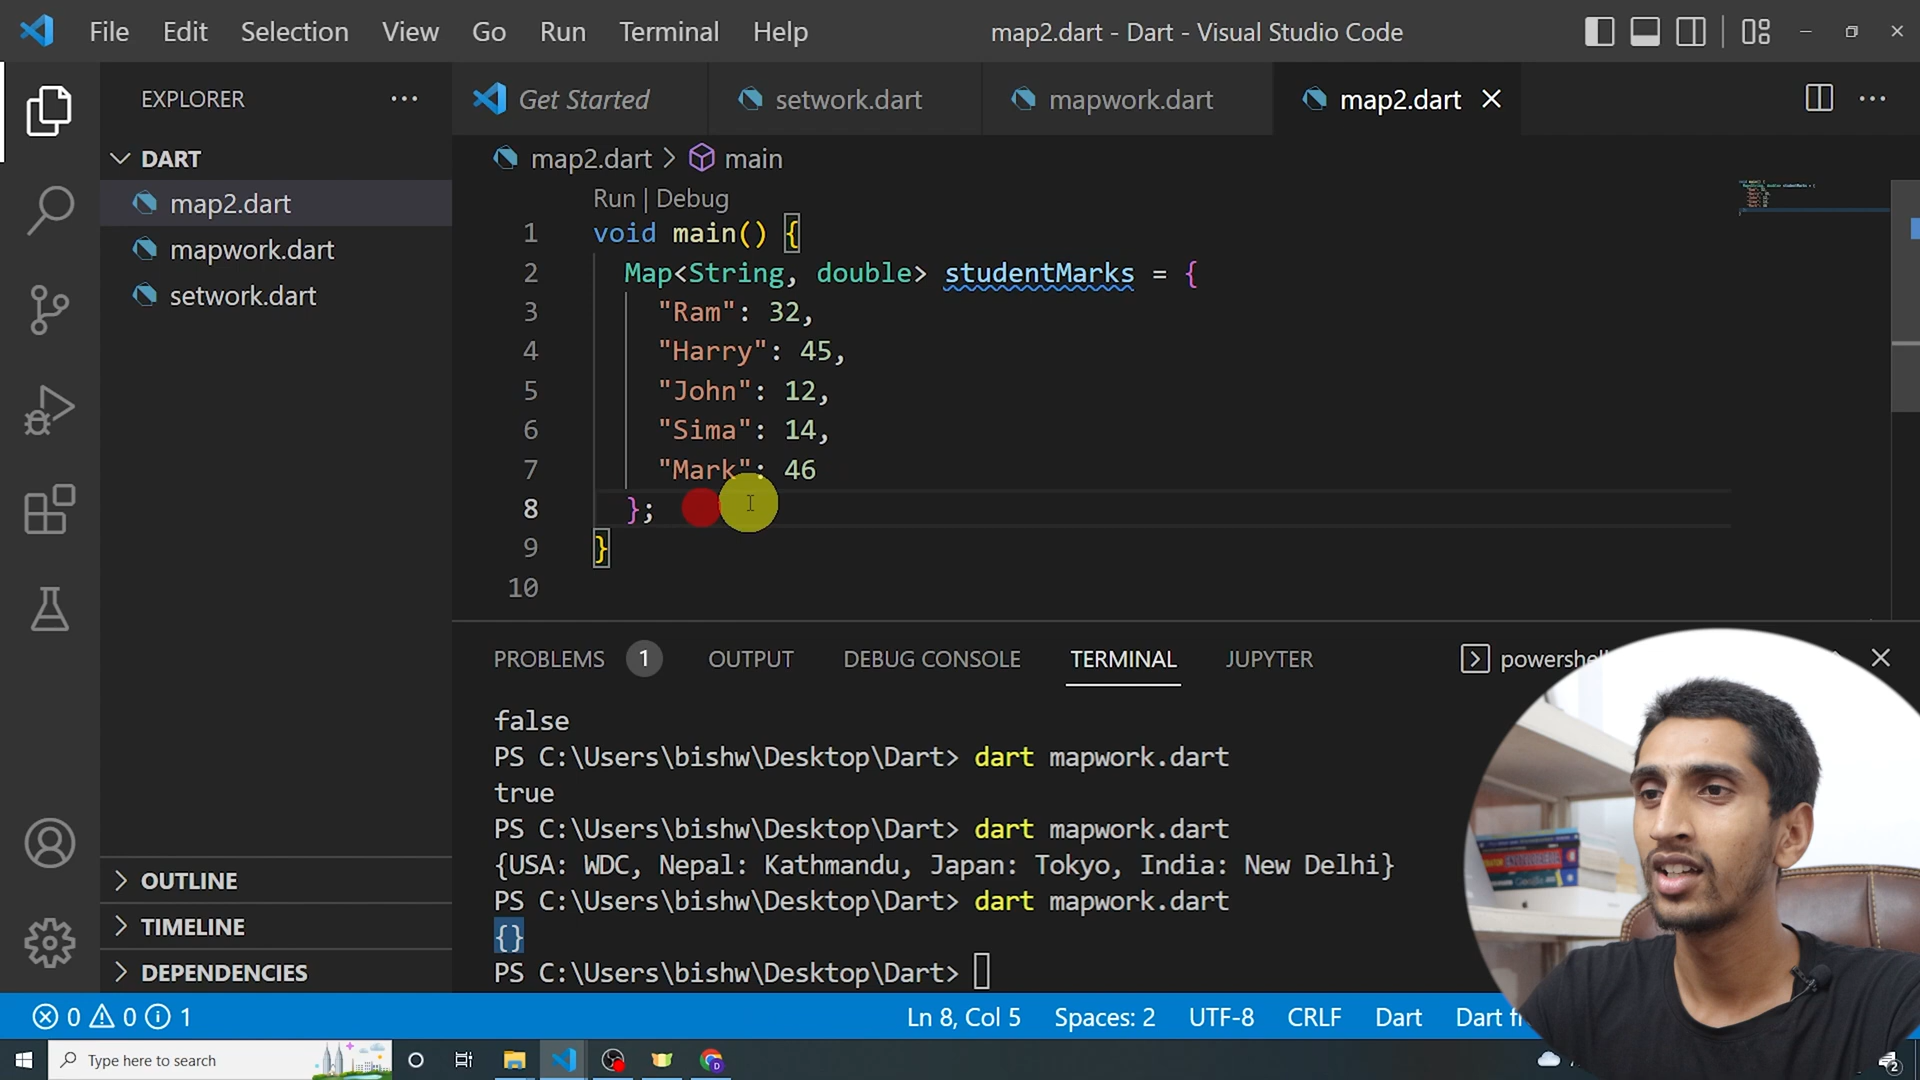 File Edit Selection View Go Run Terminal Help
map2.dart - Dart - Visual Studio Code
EXPLORER
Get Started
setwork.dart
mapwork.dart
map2.dart
DART
map2.dart
mapwork.dart
setwork.dart
map2.dart > main
Run | Debug
1 void main() {
2 Map<String, double> studentMarks = {
3 "Ram": 32,
4 "Harry": 45,
5 "John": 12,
6 "Sima": 14,
7 "Mark": 46
8 };
9 }
10
PROBLEMS 1 OUTPUT DEBUG CONSOLE TERMINAL JUPYTER
false
PS C:\Users\bishw\Desktop\Dart> dart mapwork.dart
true
PS C:\Users\bishw\Desktop\Dart> dart mapwork.dart
{USA: WDC, Nepal: Kathmandu, Japan: Tokyo, India: New Delhi}
PS C:\Users\bishw\Desktop\Dart> dart mapwork.dart
{}
PS C:\Users\bishw\Desktop\Dart>
OUTLINE
TIMELINE
DEPENDENCIES
0 0 1
Ln 8, Col 5 Spaces: 2 UTF-8 CRLF Dart Dart
Type here to search
2